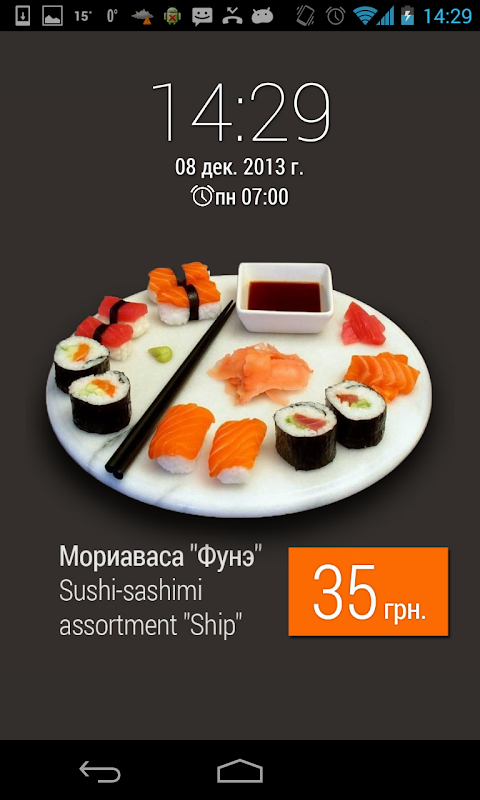 15° 0° 14:29
14:29
08 дек. 2013 г.
пн 07:00
Мориаваса "Фунэ"
Sushi-sashimi
assortment "Ship"
35 грн.